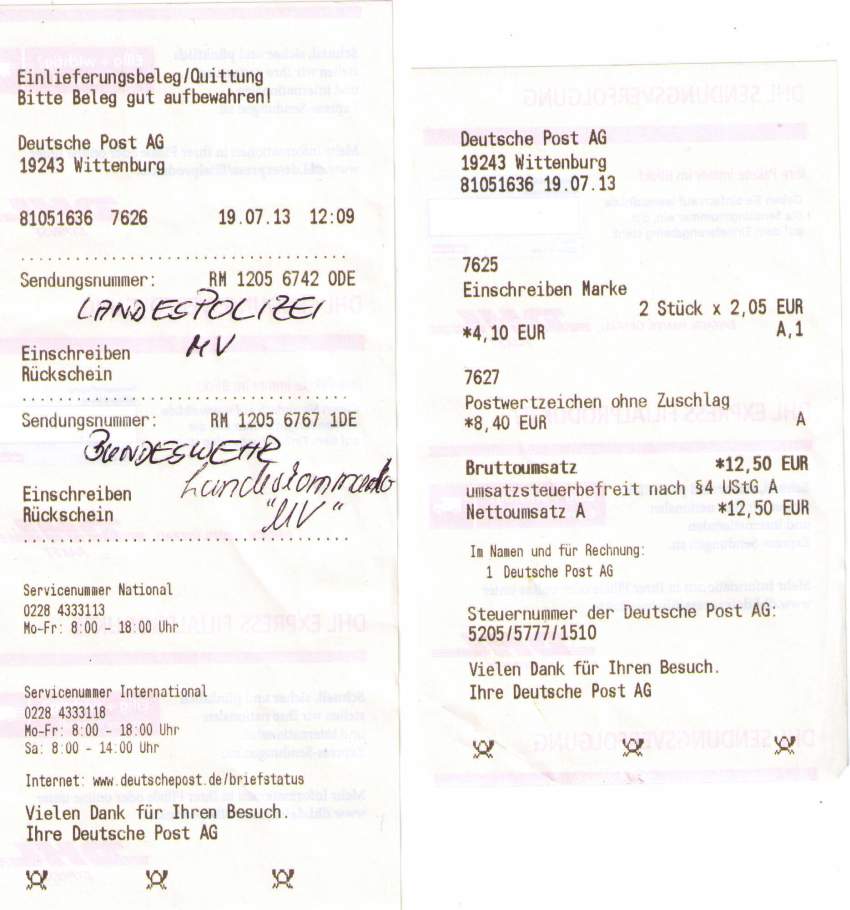 Einlieferungsbeleg/Quittung
Bitte Beleg gut aufbewahren!
Deutsche Post AG
19243 Wittenburg
81051636 7626 19.07.13 12:09
Sendungsnummer: RM 1205 6742 0DE
LANDESPOLIZEI
MV
Einschreiben
Rückschein
Sendungsnummer: RM 1205 6767 1DE
BUNDESWEHR
Landeskommando
"MV"
Einschreiben
Rückschein
Servicenummer National
0228 4333113
Mo-Fr: 8:00 - 18:00 Uhr
Servicenummer International
0228 4333118
Mo-Fr: 8:00 - 18:00 Uhr
Sa: 8:00 - 14:00 Uhr
Internet: www.deutschepost.de/briefstatus
Vielen Dank für Ihren Besuch.
Ihre Deutsche Post AG
Deutsche Post AG
19243 Wittenburg
81051636 19.07.13
7625
Einschreiben Marke
2 Stück x 2,05 EUR
*4,10 EUR A,1
7627
Postwertzeichen ohne Zuschlag
*8,40 EUR A
Bruttoumsatz *12,50 EUR
umsatzsteuerbefreit nach §4 UStG A
Nettoumsatz A *12,50 EUR
Im Namen und für Rechnung:
1 Deutsche Post AG
Steuernummer der Deutsche Post AG:
5205/5777/1510
Vielen Dank für Ihren Besuch.
Ihre Deutsche Post AG